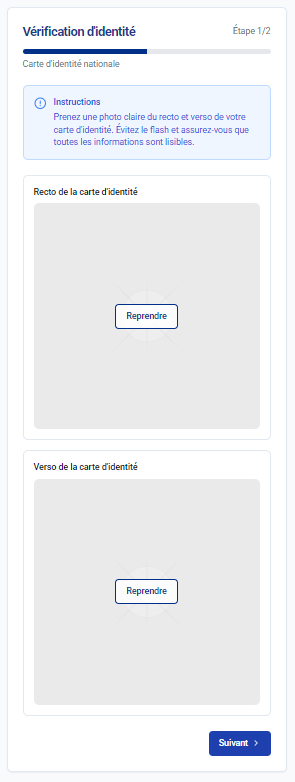 Vérification d'identité
Étape 1/2
Carte d'identité nationale
Instructions
Prenez une photo claire du recto et verso de votre
carte d'identité. Évitez le flash et assurez-vous que
toutes les informations sont lisibles.
Recto de la carte d'identité
Reprendre
Verso de la carte d'identité
Reprendre
Suivant